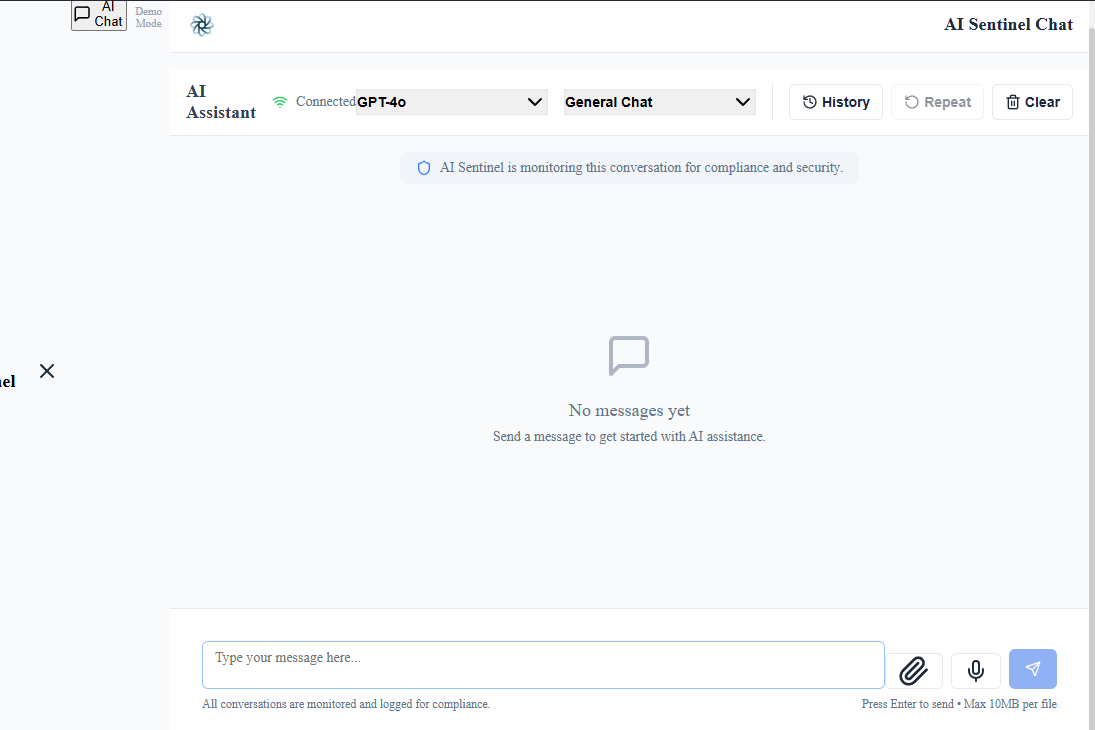 AI
Chat
Demo
Mode
AI Sentinel Chat
AI
Assistant
Connected
GPT-4o
General Chat
History
Repeat
Clear
AI Sentinel is monitoring this conversation for compliance and security.
No messages yet
Send a message to get started with AI assistance.
Type your message here...
All conversations are monitored and logged for compliance.
Press Enter to send • Max 10MB per file